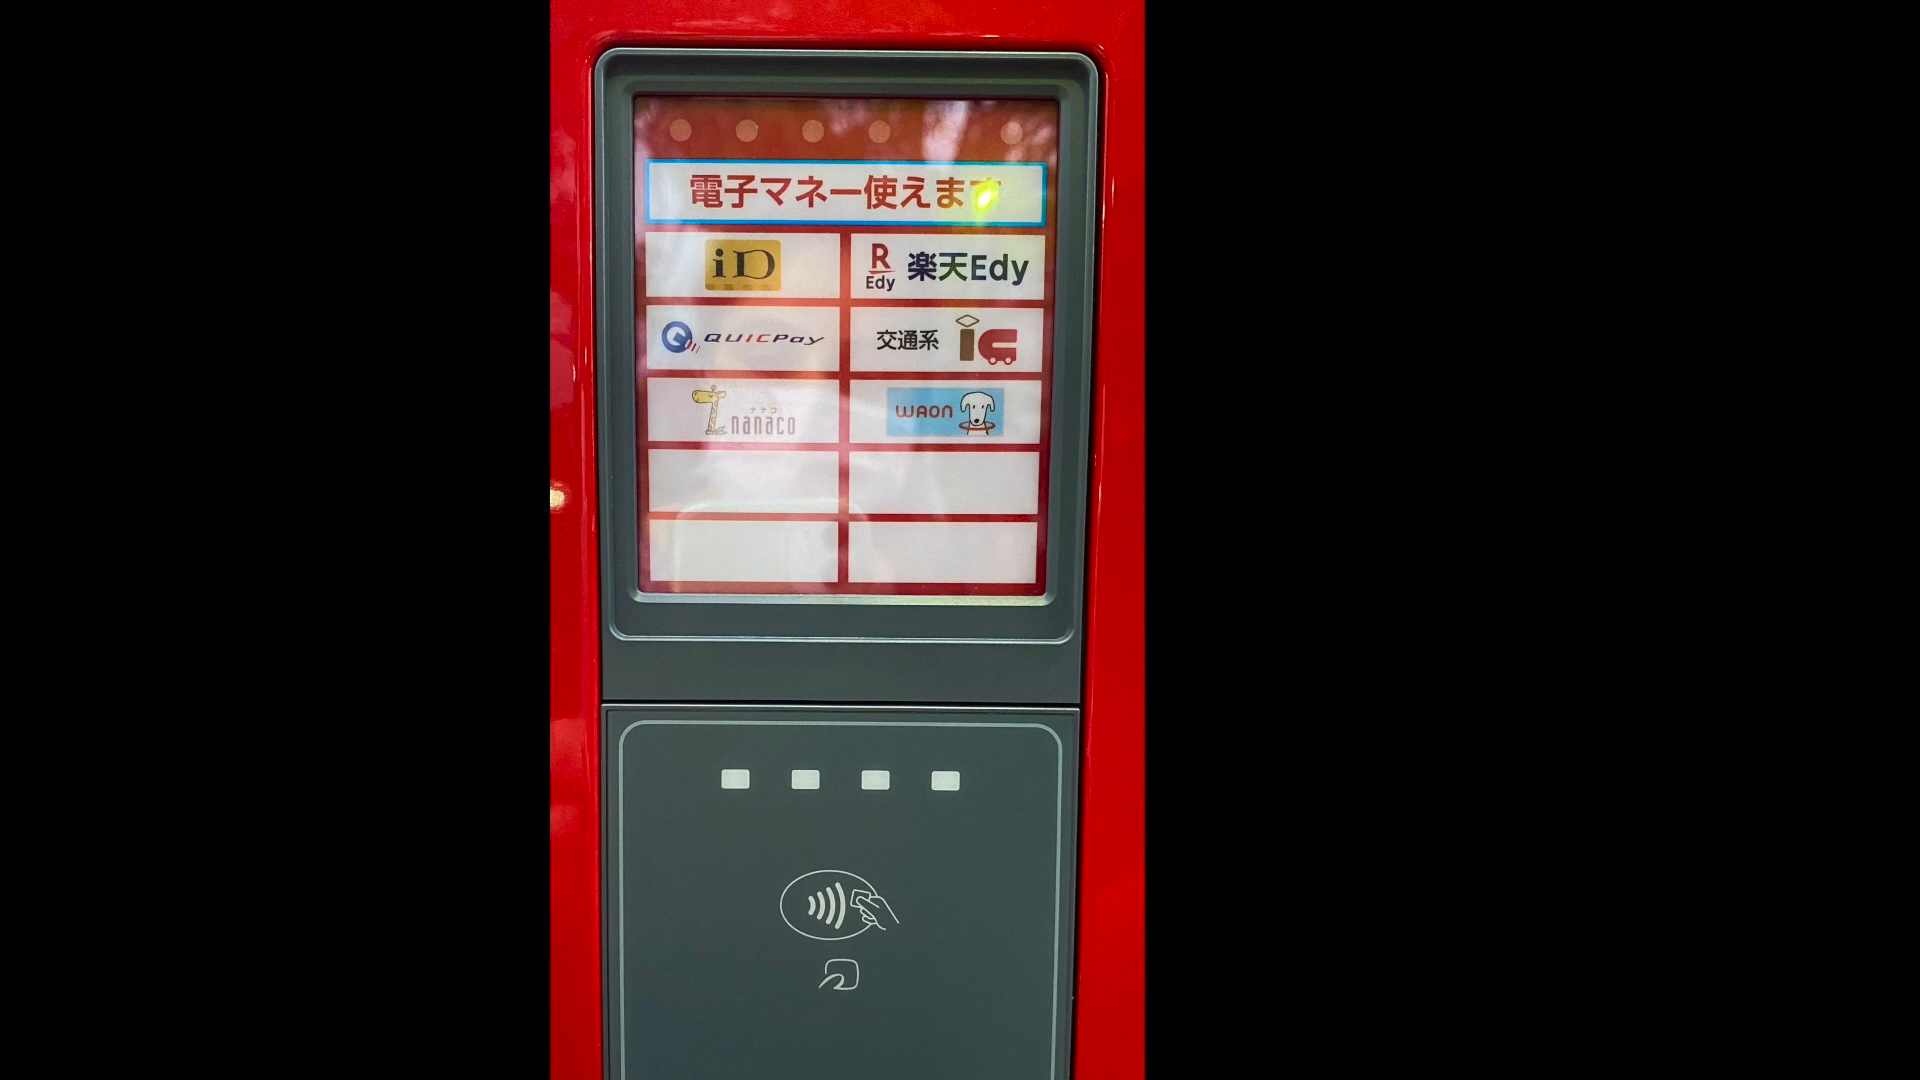 電子マネー使えます
iD
R Edy 楽天Edy
QUICPay
交通系 iC
ナナコ
nanaco
WAON